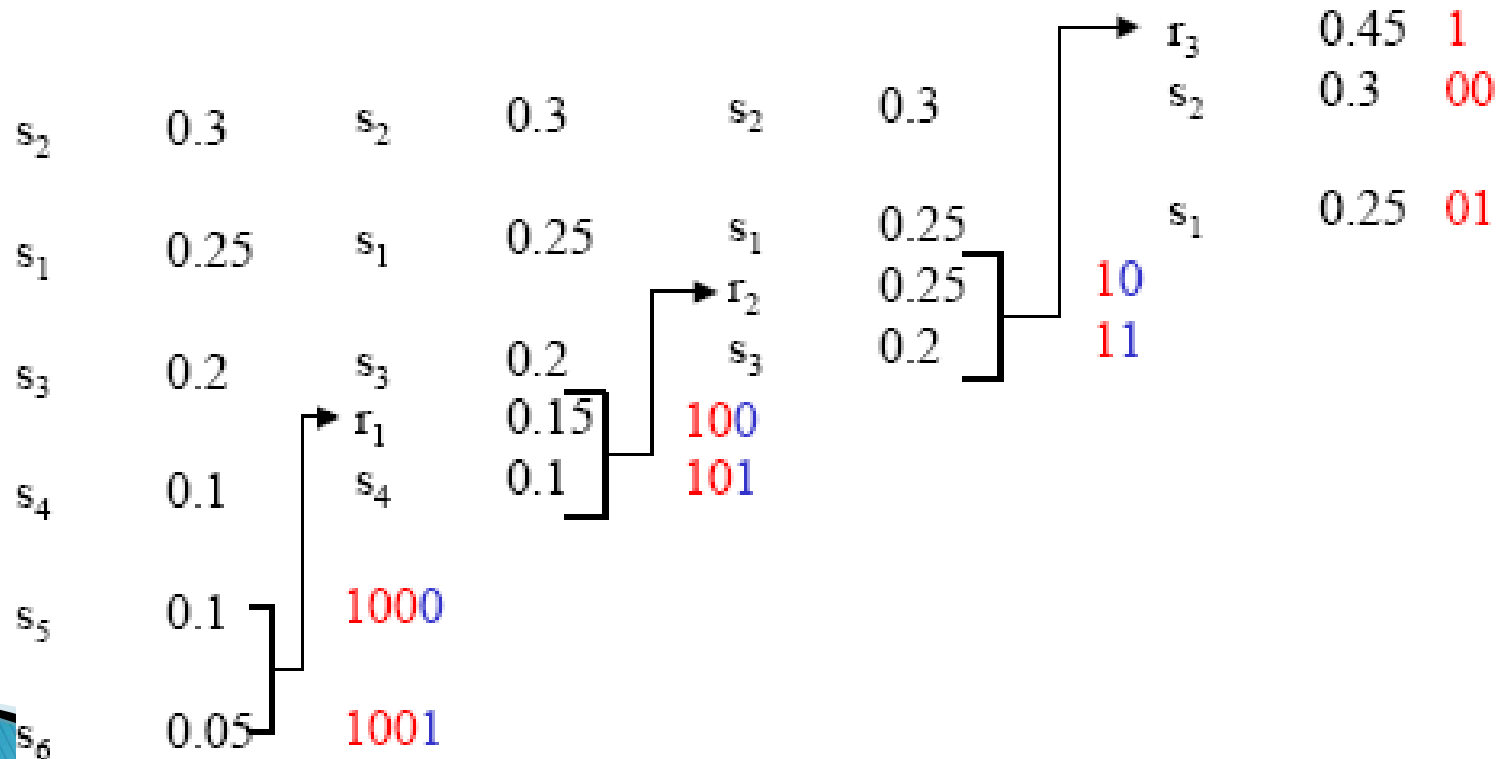 r₃ 0.45 1
s₂ 0.3 s₂ 0.3 s₂ 0.3 s₂ 0.3 00
s₁ 0.25 s₁ 0.25 s₁ 0.25 s₁ 0.25 01
r₂ 0.25 10
s₃ 0.2 s₃ 0.2 s₃ 0.2 11
r₁ 0.15 100
s₄ 0.1 s₄ 0.1 101
s₅ 0.1 1000
s₆ 0.05 1001